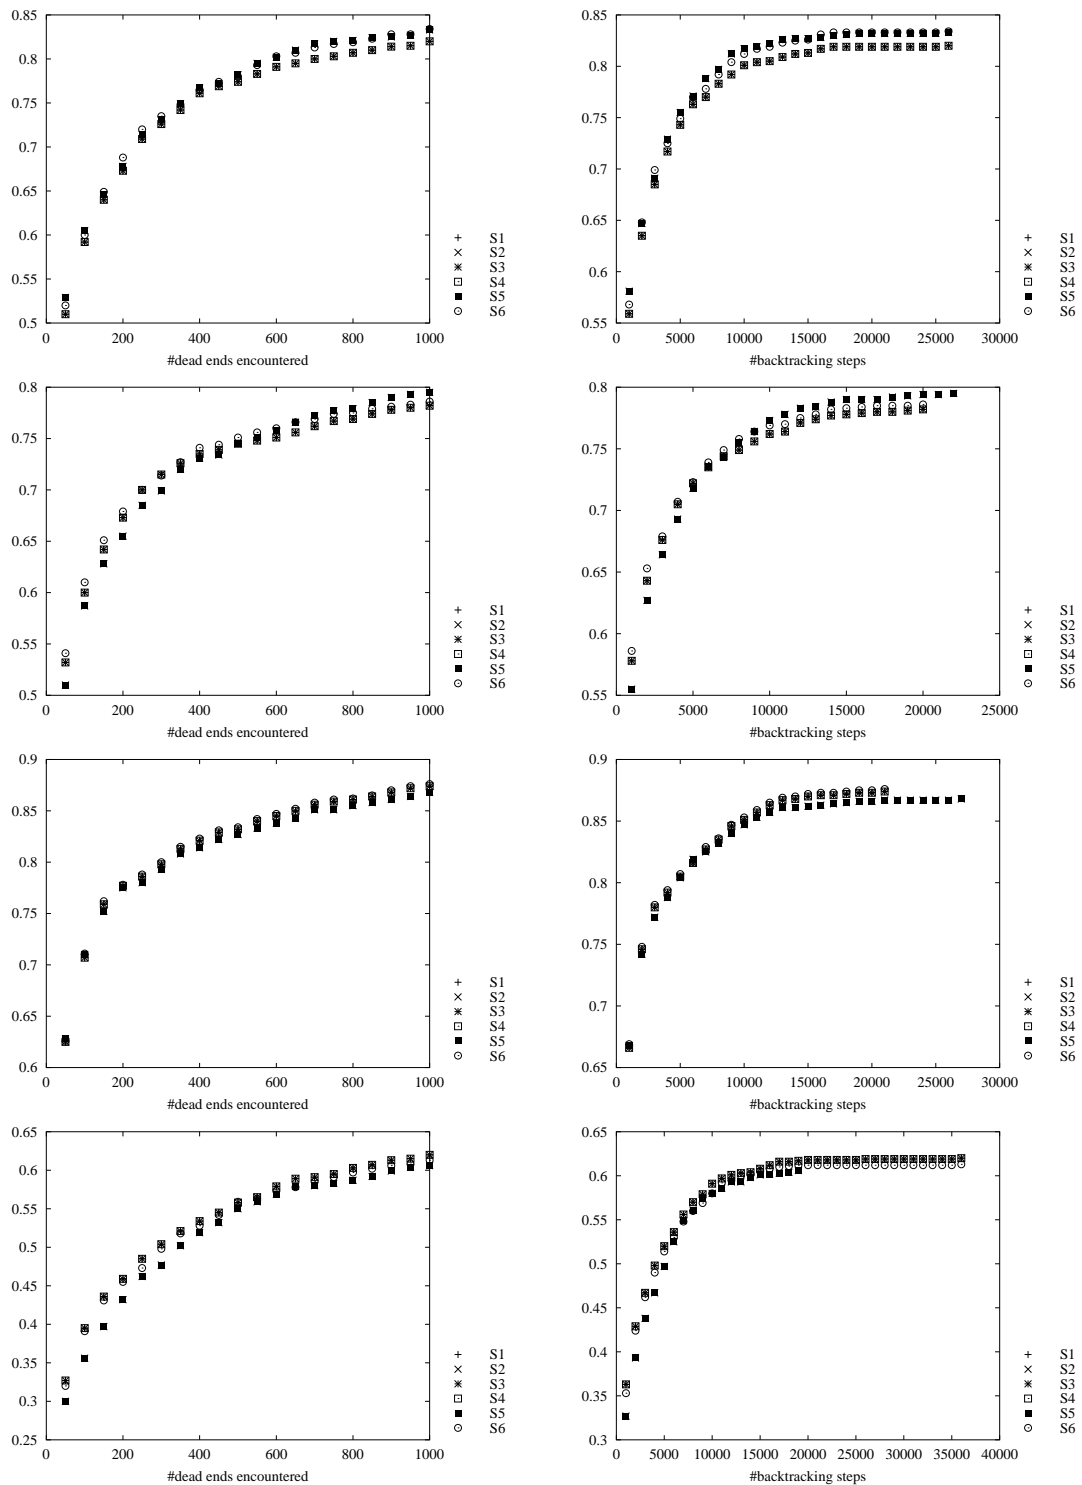 0.85
0.8
0.75
0.7
0.65
0.6
0.55
0.5
0 200 400 600 800 1000
#dead ends encountered
S1
S2
S3
S4
S5
S6
0.85
0.8
0.75
0.7
0.65
0.6
0.55
0 5000 10000 15000 20000 25000 30000
#backtracking steps
S1
S2
S3
S4
S5
S6
0.8
0.75
0.7
0.65
0.6
0.55
0.5
0 200 400 600 800 1000
#dead ends encountered
S1
S2
S3
S4
S5
S6
0.8
0.75
0.7
0.65
0.6
0.55
0 5000 10000 15000 20000 25000
#backtracking steps
S1
S2
S3
S4
S5
S6
0.9
0.85
0.8
0.75
0.7
0.65
0.6
0 200 400 600 800 1000
#dead ends encountered
S1
S2
S3
S4
S5
S6
0.9
0.85
0.8
0.75
0.7
0.65
0 5000 10000 15000 20000 25000 30000
#backtracking steps
S1
S2
S3
S4
S5
S6
0.65
0.6
0.55
0.5
0.45
0.4
0.35
0.3
0.25
0 200 400 600 800 1000
#dead ends encountered
S1
S2
S3
S4
S5
S6
0.65
0.6
0.55
0.5
0.45
0.4
0.35
0.3
0 5000 10000 15000 20000 25000 30000 35000 40000
#backtracking steps
S1
S2
S3
S4
S5
S6